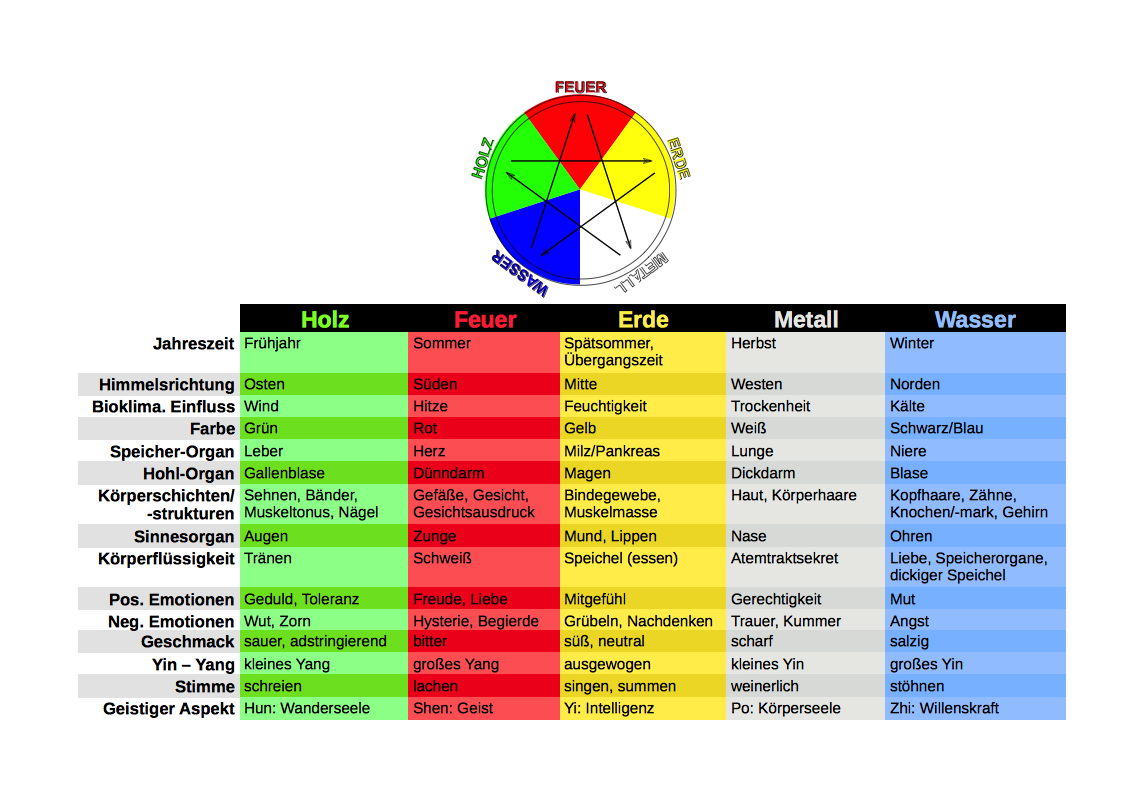 FEUER
HOLZ
ERDE
WASSER
METALL
Holz Feuer Erde Metall Wasser
Jahreszeit Frühjahr Sommer Spätsommer, Herbst Winter
Übergangszeit
Himmelsrichtung Osten Süden Mitte Westen Norden
Bioklima. Einfluss Wind Hitze Feuchtigkeit Trockenheit Kälte
Farbe Grün Rot Gelb Weiß Schwarz/Blau
Speicher-Organ Leber Herz Milz/Pankreas Lunge Niere
Hohl-Organ Gallenblase Dünndarm Magen Dickdarm Blase
Körperschichten/ Sehnen, Bänder, Gefäße, Gesicht, Bindegewebe, Haut, Körperhaare Kopfhaare, Zähne,
-strukturen Muskeltonus, Nägel Gesichtsausdruck Muskelmasse Knochen/-mark, Gehirn
Sinnesorgan Augen Zunge Mund, Lippen Nase Ohren
Körperflüssigkeit Tränen Schweiß Speichel (essen) Atemtraktsekret Liebe, Speicherorgane,
dickiger Speichel
Pos. Emotionen Geduld, Toleranz Freude, Liebe Mitgefühl Gerechtigkeit Mut
Neg. Emotionen Wut, Zorn Hysterie, Begierde Grübeln, Nachdenken Trauer, Kummer Angst
Geschmack sauer, adstringierend bitter süß, neutral scharf salzig
Yin – Yang kleines Yang großes Yang ausgewogen kleines Yin großes Yin
Stimme schreien lachen singen, summen weinerlich stöhnen
Geistiger Aspekt Hun: Wanderseele Shen: Geist Yi: Intelligenz Po: Körperseele Zhi: Willenskraft